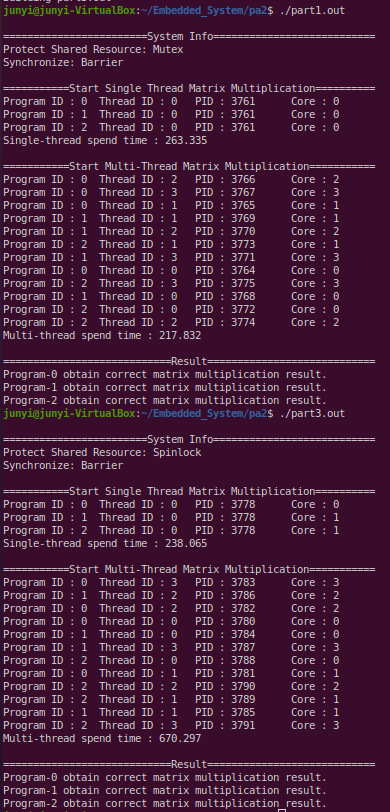 junyi@junyi-VirtualBox:~/Embedded_System/pa2$ ./part1.out
========================System Info===========================
Protect Shared Resource: Mutex
Synchronize: Barrier
===========Start Single Thread Matrix Multiplication==========
Program ID : 0  Thread ID : 0   PID : 3761      Core : 0
Program ID : 1  Thread ID : 0   PID : 3761      Core : 0
Program ID : 2  Thread ID : 0   PID : 3761      Core : 0
Single-thread spend time : 263.335
===========Start Multi-Thread Matrix Multiplication===========
Program ID : 0  Thread ID : 2   PID : 3766      Core : 2
Program ID : 0  Thread ID : 3   PID : 3767      Core : 3
Program ID : 0  Thread ID : 1   PID : 3765      Core : 1
Program ID : 1  Thread ID : 1   PID : 3769      Core : 1
Program ID : 1  Thread ID : 2   PID : 3770      Core : 2
Program ID : 2  Thread ID : 1   PID : 3773      Core : 1
Program ID : 1  Thread ID : 3   PID : 3771      Core : 3
Program ID : 0  Thread ID : 0   PID : 3764      Core : 0
Program ID : 2  Thread ID : 3   PID : 3775      Core : 3
Program ID : 1  Thread ID : 0   PID : 3768      Core : 0
Program ID : 2  Thread ID : 0   PID : 3772      Core : 0
Program ID : 2  Thread ID : 2   PID : 3774      Core : 2
Multi-thread spend time : 217.832
================================Result============================
Program-0 obtain correct matrix multiplication result.
Program-1 obtain correct matrix multiplication result.
Program-2 obtain correct matrix multiplication result.
junyi@junyi-VirtualBox:~/Embedded_System/pa2$ ./part3.out
========================System Info===========================
Protect Shared Resource: Spinlock
Synchronize: Barrier
===========Start Single Thread Matrix Multiplication==========
Program ID : 0  Thread ID : 0   PID : 3778      Core : 0
Program ID : 1  Thread ID : 0   PID : 3778      Core : 1
Program ID : 2  Thread ID : 0   PID : 3778      Core : 1
Single-thread spend time : 238.065
===========Start Multi-Thread Matrix Multiplication===========
Program ID : 0  Thread ID : 3   PID : 3783      Core : 3
Program ID : 1  Thread ID : 2   PID : 3786      Core : 2
Program ID : 0  Thread ID : 2   PID : 3782      Core : 2
Program ID : 0  Thread ID : 0   PID : 3780      Core : 0
Program ID : 1  Thread ID : 0   PID : 3784      Core : 0
Program ID : 1  Thread ID : 3   PID : 3787      Core : 3
Program ID : 2  Thread ID : 0   PID : 3788      Core : 0
Program ID : 0  Thread ID : 1   PID : 3781      Core : 1
Program ID : 2  Thread ID : 2   PID : 3790      Core : 2
Program ID : 2  Thread ID : 1   PID : 3789      Core : 1
Program ID : 1  Thread ID : 1   PID : 3785      Core : 1
Program ID : 2  Thread ID : 3   PID : 3791      Core : 3
Multi-thread spend time : 670.297
================================Result============================
Program-0 obtain correct matrix multiplication result.
Program-1 obtain correct matrix multiplication result.
Program-2 obtain correct matrix multiplication result.